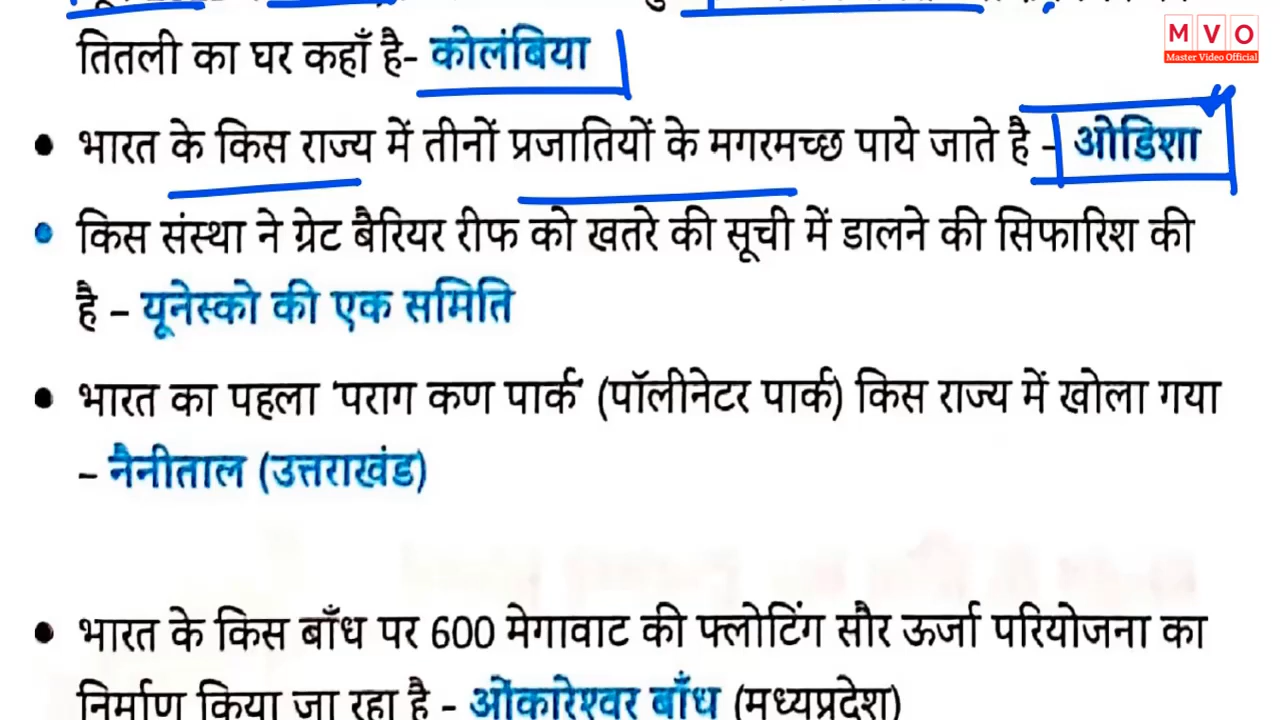 तितली का घर कहाँ है- कोलंबिया
M V O
Master Video Official
• भारत के किस राज्य में तीनों प्रजातियों के मगरमच्छ पाये जाते है – ओडिशा
• किस संस्था ने ग्रेट बैरियर रीफ को खतरे की सूची में डालने की सिफारिश की
है – यूनेस्को की एक समिति
• भारत का पहला 'पराग कण पार्क' (पॉलीनेटर पार्क) किस राज्य में खोला गया
– नैनीताल (उत्तराखंड)
• भारत के किस बाँध पर 600 मेगावाट की फ्लोटिंग सौर ऊर्जा परियोजना का
निर्माण किया जा रहा है – ओंकारेश्वर बाँध (मध्यप्रदेश)